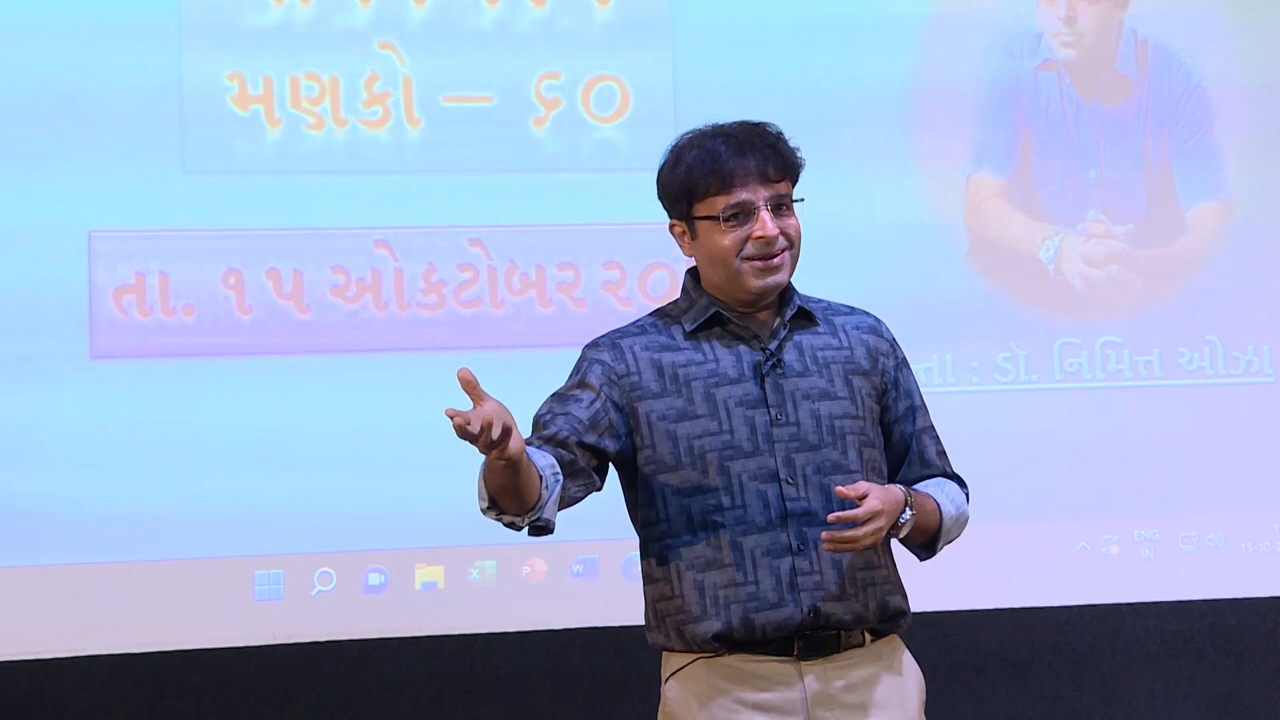 મણકો – ૬૦
તા. ૧૫ ઓક્ટોબર ૨૦
: ડૉ. નિમિત્ત ઓઝા
ENG
IN